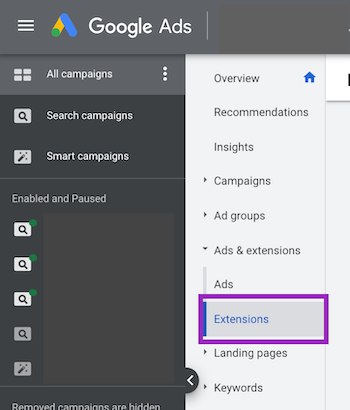 Google Ads
All campaigns
Search campaigns
Smart campaigns
Enabled and Paused
Removed campaigns are hidden
Overview
Recommendations
Insights
Campaigns
Ad groups
Ads & extensions
Ads
Extensions
Landing pages
Keywords